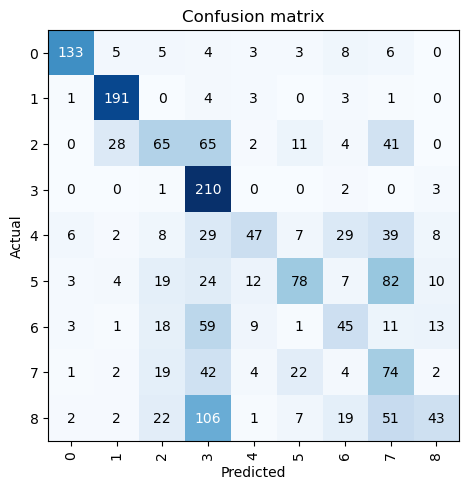 Confusion matrix
0 133 5 5 4 3 3 8 6 0
1 1 191 0 4 3 0 3 1 0
2 0 28 65 65 2 11 4 41 0
3 0 0 1 210 0 0 2 0 3
4 6 2 8 29 47 7 29 39 8
5 3 4 19 24 12 78 7 82 10
6 3 1 18 59 9 1 45 11 13
7 1 2 19 42 4 22 4 74 2
8 2 2 22 106 1 7 19 51 43
Actual
0 1 2 3 4 5 6 7 8
Predicted